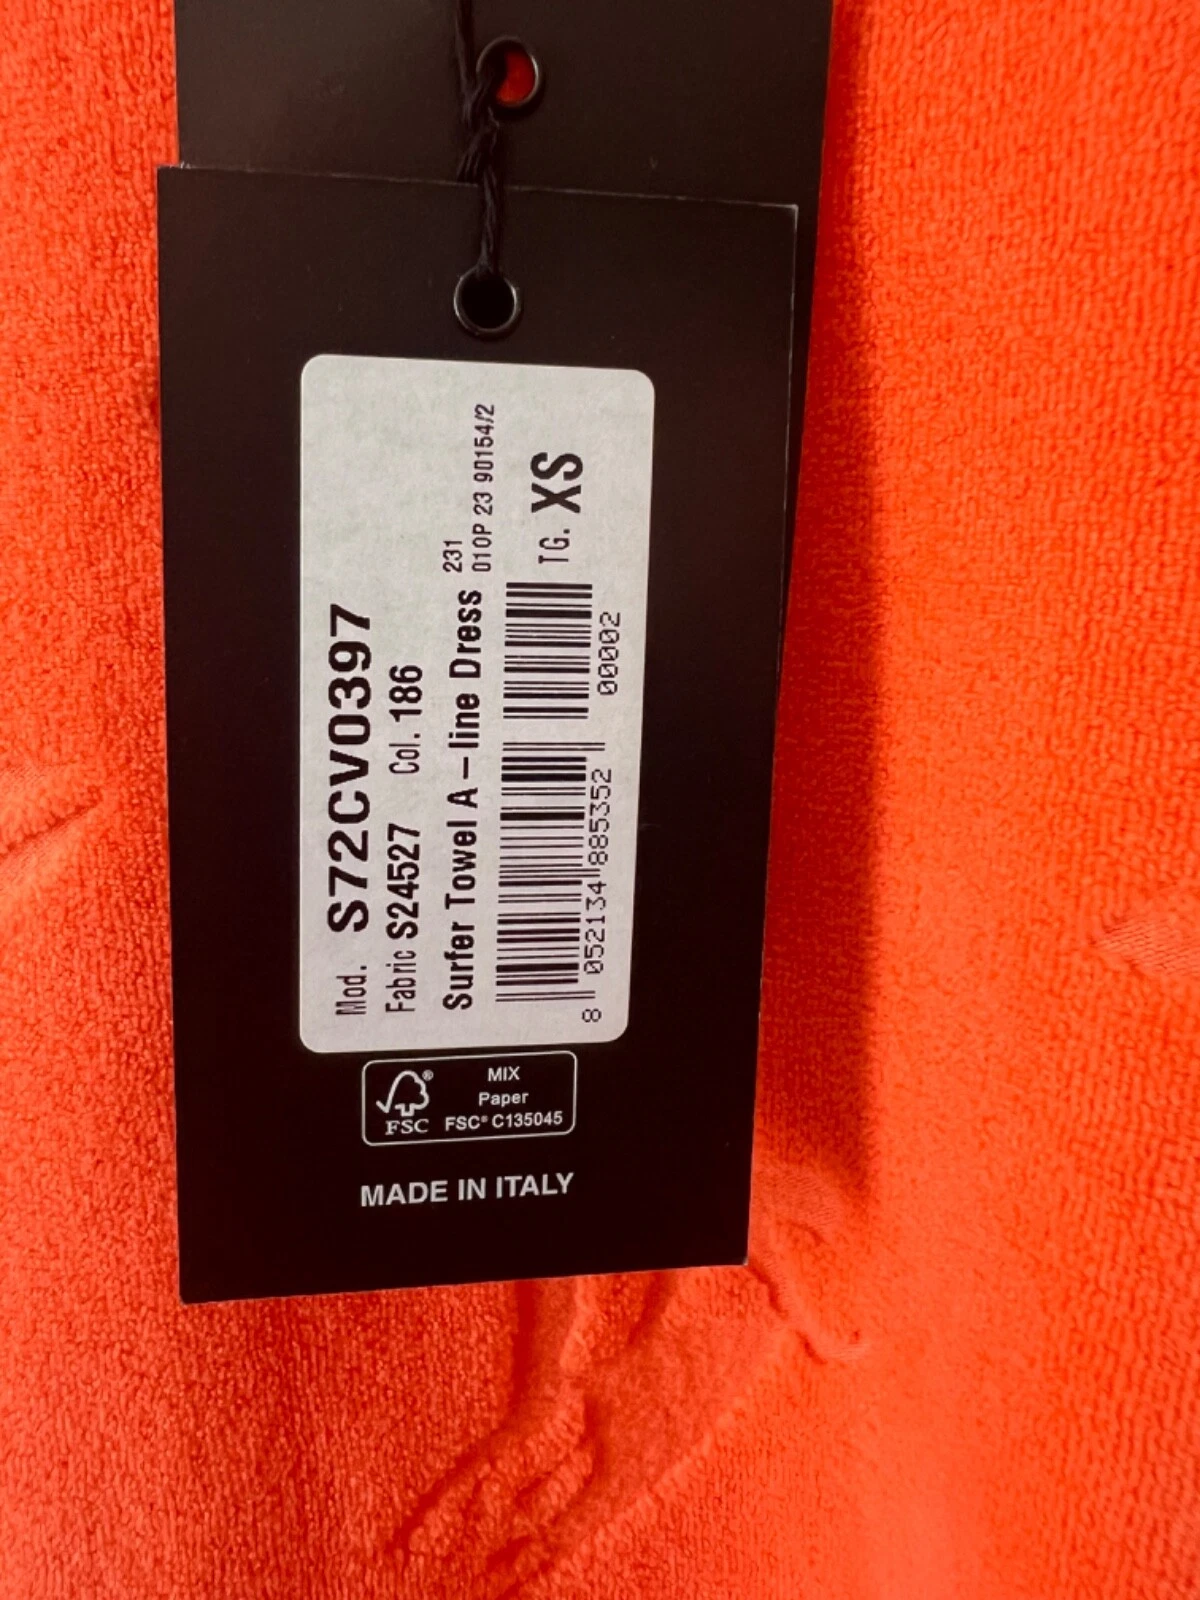 Mod. S72CV0397
Fabric S24527 Col. 186
Surfer Towel A-line Dress
231
010P 23 90154/2
TG. XS
8 052134 885352
00002
FSC®
MIX
Paper
FSC® C135045
MADE IN ITALY